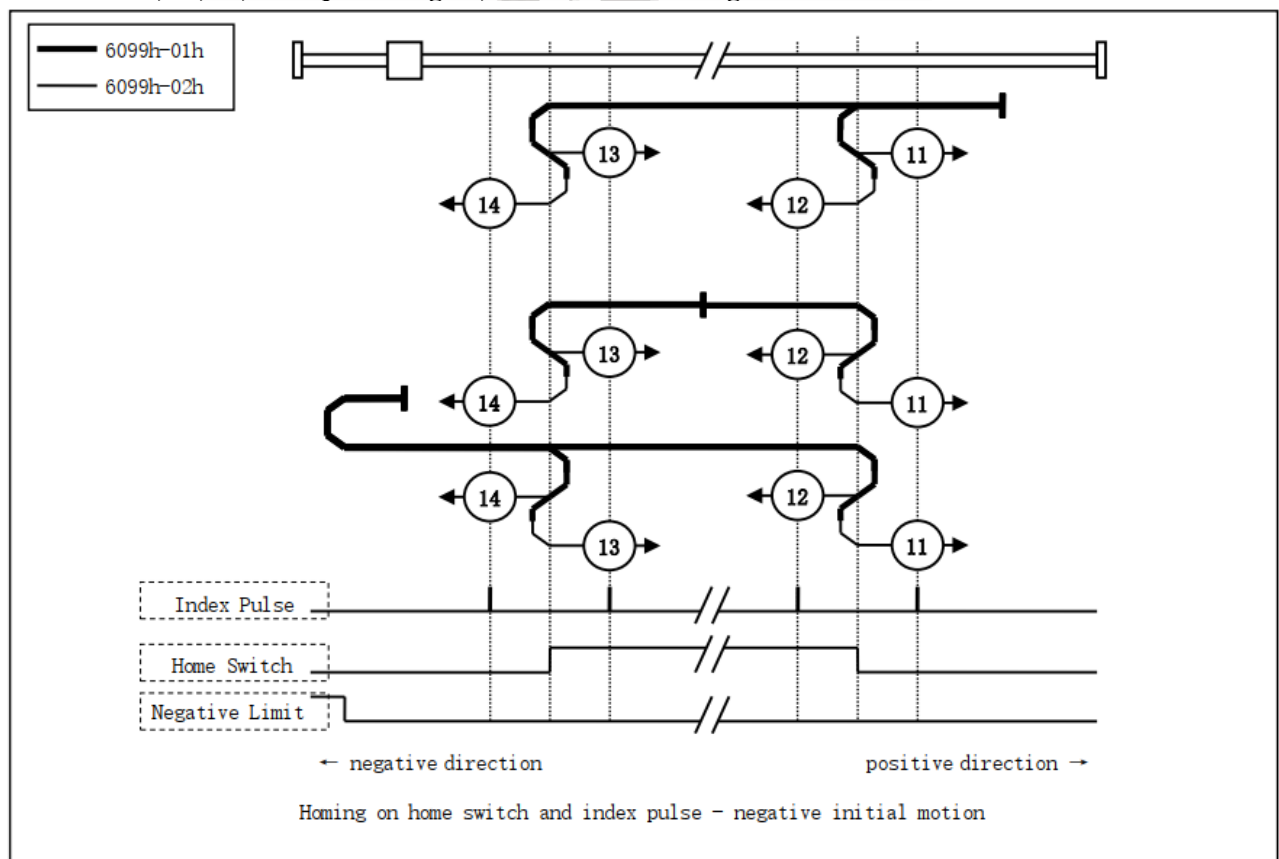 6099h-01h
6099h-02h
13
11
14
12
13
12
14
11
14
12
13
11
Index Pulse
Home Switch
Negative Limit
← negative direction
positive direction →
Homing on home switch and index pulse - negative initial motion